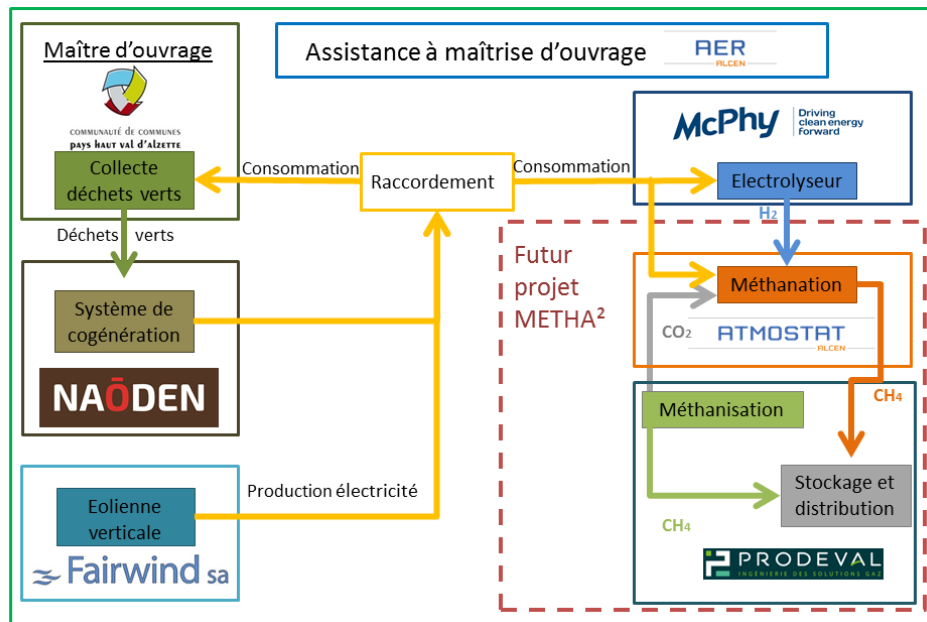 Maître d'ouvrage
COMMUNAUTÉ DE COMMUNES
pays haut val d'alzette
Collecte
déchets verts
Assistance à maîtrise d'ouvrage
AER
ALCEN
McPhy
Driving
clean energy
forward
Consommation
Raccordement
Consommation
Electrolyseur
H2
Déchets verts
Système de
cogénération
NAŌDEN
Futur
projet
METHA²
Méthanation
CO2
ATMOSTAT
ALCEN
CH4
Méthanisation
Stockage et
distribution
CH4
PRODEVAL
INGÉNIERIE DES SOLUTIONS GAZ
Production électricité
Eolienne
verticale
Fairwind sa